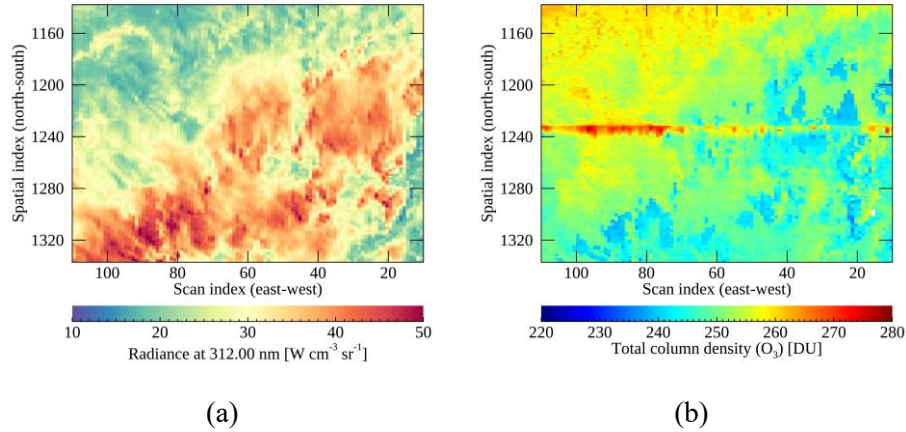 1160
1200
1240
1280
1320
Spatial index (north-south)
100 80 60 40 20
Scan index (east-west)
10 20 30 40 50
Radiance at 312.00 nm [W cm⁻³ sr⁻¹]
(a)
1160
1200
1240
1280
1320
Spatial index (north-south)
100 80 60 40 20
Scan index (east-west)
220 230 240 250 260 270 280
Total column density (O₃) [DU]
(b)